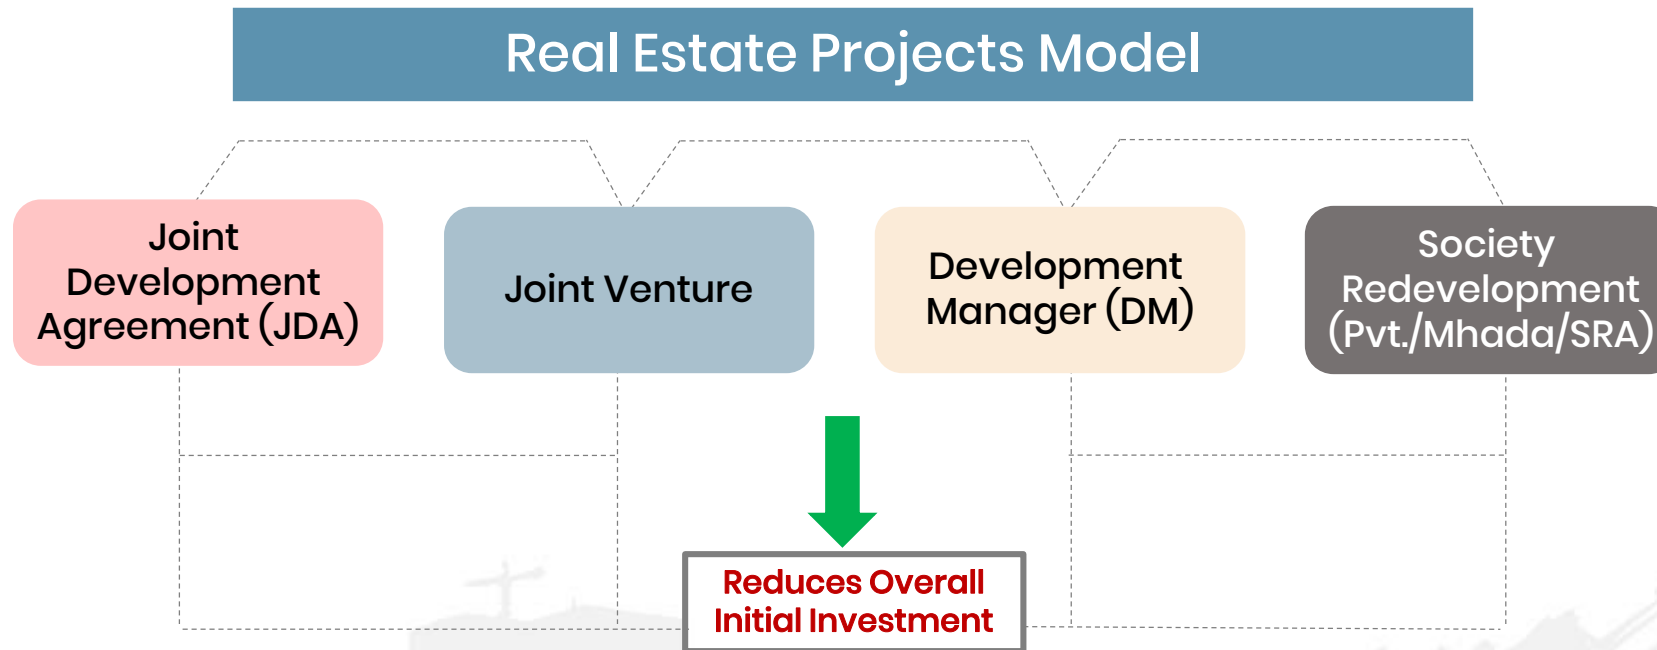 Real Estate Projects Model
Joint
Development
Agreement (JDA)
Joint Venture
Development
Manager (DM)
Society
Redevelopment
(Pvt./Mhada/SRA)
Reduces Overall
Initial Investment